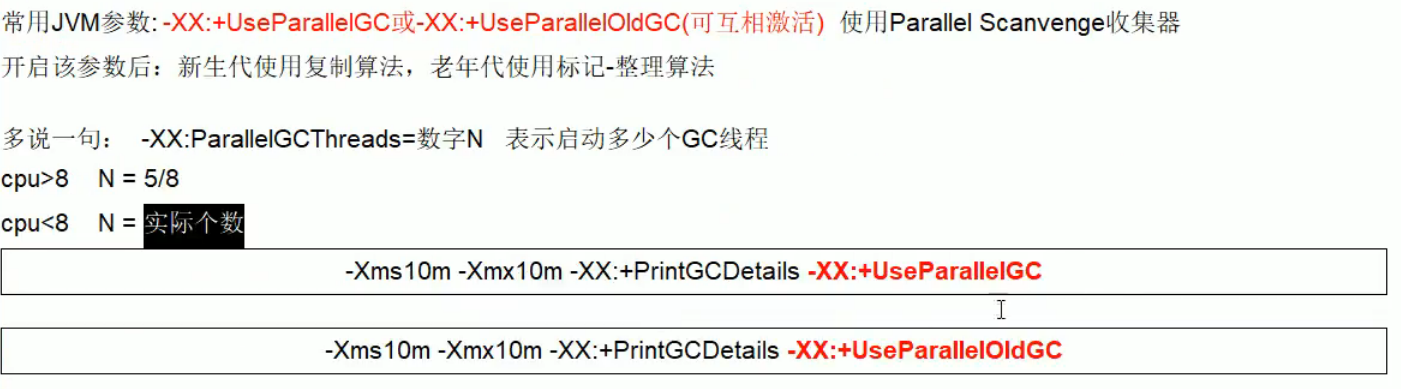 常用JVM参数: -XX:+UseParallelGC或-XX:+UseParallelOldGC(可互相激活) 使用Parallel Scanvenge收集器
开启该参数后：新生代使用复制算法，老年代使用标记-整理算法
多说一句： -XX:ParallelGCThreads=数字N 表示启动多少个GC线程
cpu>8 N = 5/8
cpu<8 N = 实际个数
-Xms10m -Xmx10m -XX:+PrintGCDetails -XX:+UseParallelGC
-Xms10m -Xmx10m -XX:+PrintGCDetails -XX:+UseParallelOldGC